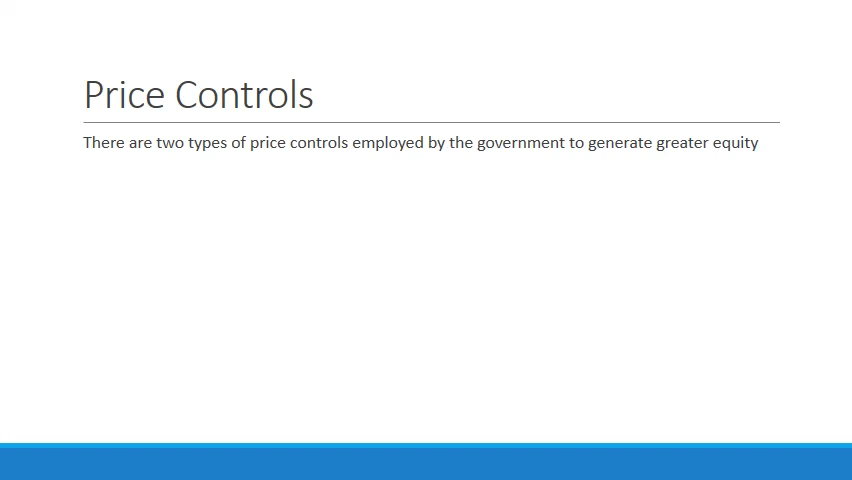 Price Controls
There are two types of price controls employed by the government to generate greater equity